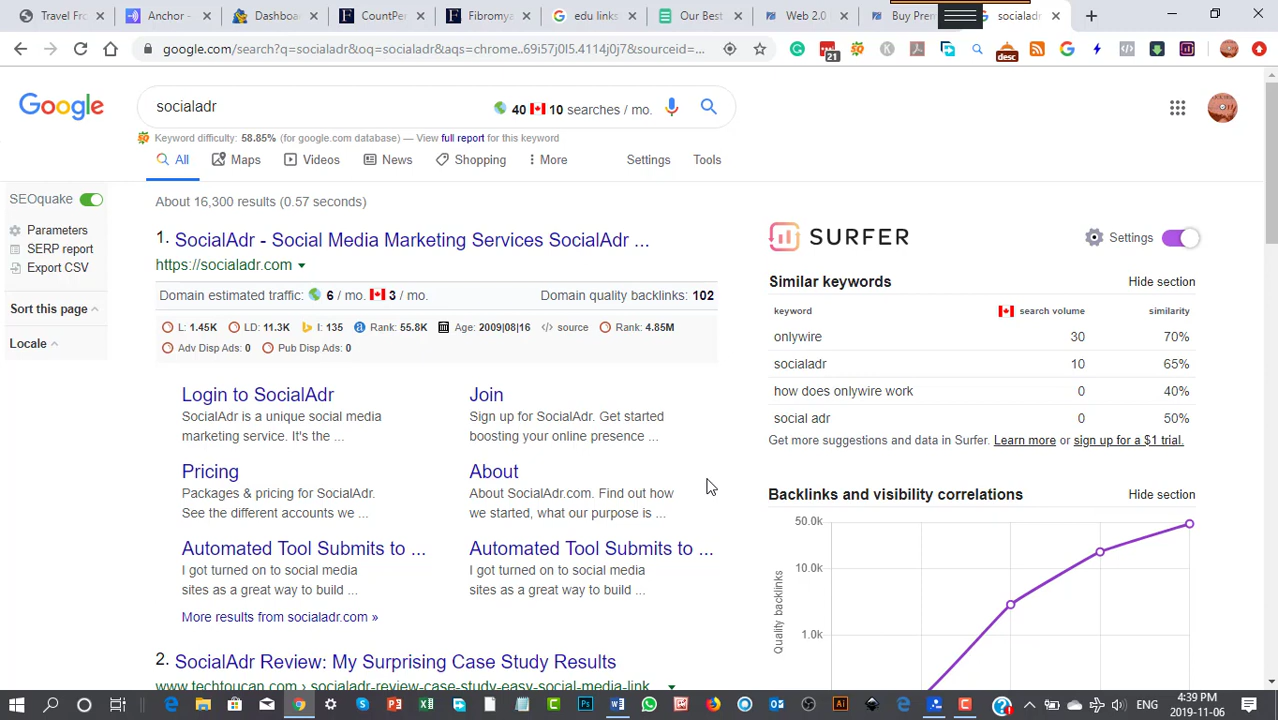 Travel Fro
Anchor -
Dashboard
CountPe
Fibromy
edu links
Our Best
Web 2.0
Buy Prem
socialadr
google.com/search?q=socialadr&oq=socialadr&aqs=chrome..69i57j0l5.4114j0j7&sourceid=...
21
desc
Google
socialadr
40 10 searches / mo.
Keyword difficulty: 58.85% (for google.com database) — View full report for this keyword
All Maps Videos News Shopping More Settings Tools
SEOquake
Parameters
SERP report
Export CSV
Sort this page
Locale
About 16,300 results (0.57 seconds)
1. SocialAdr - Social Media Marketing Services SocialAdr ...
https://socialadr.com
Domain estimated traffic: 6 / mo. 3 / mo. Domain quality backlinks: 102
L: 1.45K LD: 11.3K I: 135 Rank: 55.8K Age: 2009|08|16 source Rank: 4.85M
Adv Disp Ads: 0 Pub Disp Ads: 0
Login to SocialAdr
SocialAdr is a unique social media
marketing service. It's the ...
Join
Sign up for SocialAdr. Get started
boosting your online presence ...
Pricing
Packages & pricing for SocialAdr.
See the different accounts we ...
About
About SocialAdr.com. Find out how
we started, what our purpose is ...
Automated Tool Submits to ...
I got turned on to social media
sites as a great way to build ...
Automated Tool Submits to ...
I got turned on to social media
sites as a great way to build ...
More results from socialadr.com »
2. SocialAdr Review: My Surprising Case Study Results
SURFER
Settings
Similar keywords Hide section
keyword search volume similarity
onlywire 30 70%
socialadr 10 65%
how does onlywire work 0 40%
social adr 0 50%
Get more suggestions and data in Surfer. Learn more or sign up for a $1 trial.
Backlinks and visibility correlations Hide section
50.0k
10.0k
1.0k
Quality backlinks
4:39 PM
2019-11-06